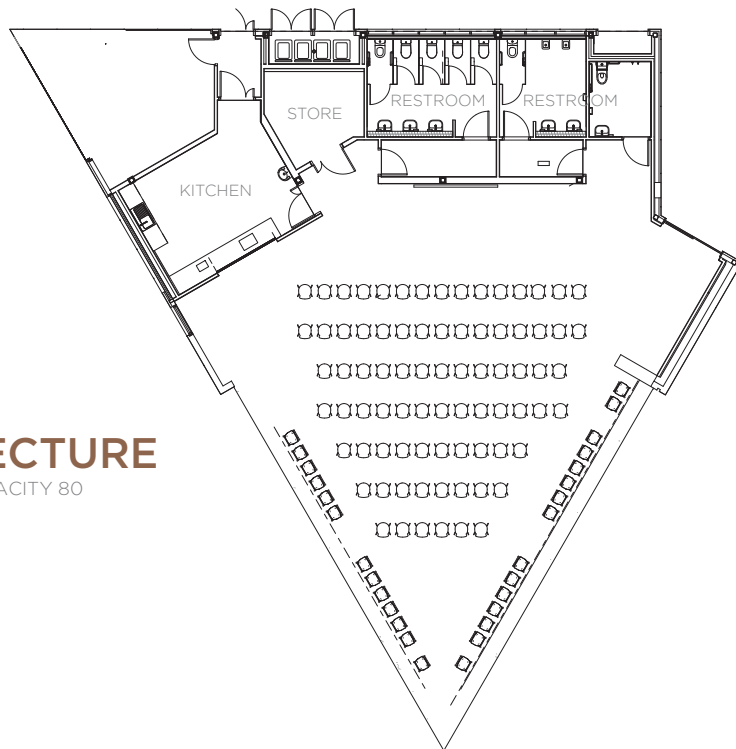 RESTROOM RESTROOM
STORE
KITCHEN
ECTURE
ACITY 80